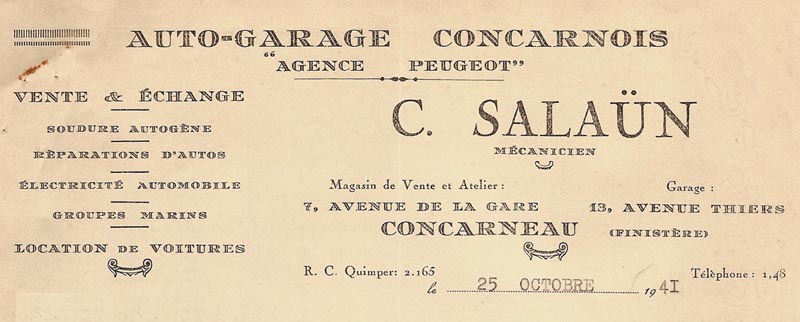 AUTO-GARAGE CONCARNOIS
"AGENCE PEUGEOT"
VENTE & ÉCHANGE
SOUDURE AUTOGÈNE
RÈPARATIONS D'AUTOS
ÉLECTRICITÉ AUTOMOBILE
GROUPES MARINS
LOCATION DE VOITURES
C. SALAÜN
MÉCANICIEN
Magasin de Vente et Atelier :
7, AVENUE DE LA GARE
Garage :
13, AVENUE THIERS
CONCARNEAU
(FINISTÈRE)
R. C. Quimper: 2.165
Télèphone : 1,48
le 25 OCTOBRE 1941